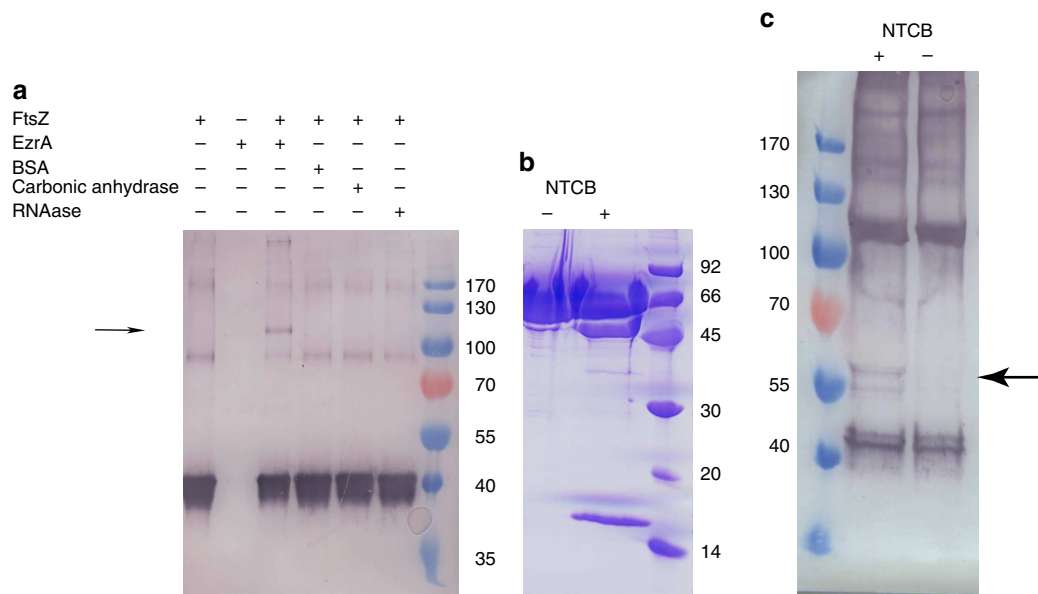 a
FtsZ + – + + + +
EzrA – + + – – –
BSA – – – + – –
Carbonic anhydrase – – – – + –
RNAase – – – – – +
170
130
100
70
55
40
35
b
NTCB
– +
92
66
45
30
20
14
c
NTCB
+ –
170
130
100
70
55
40